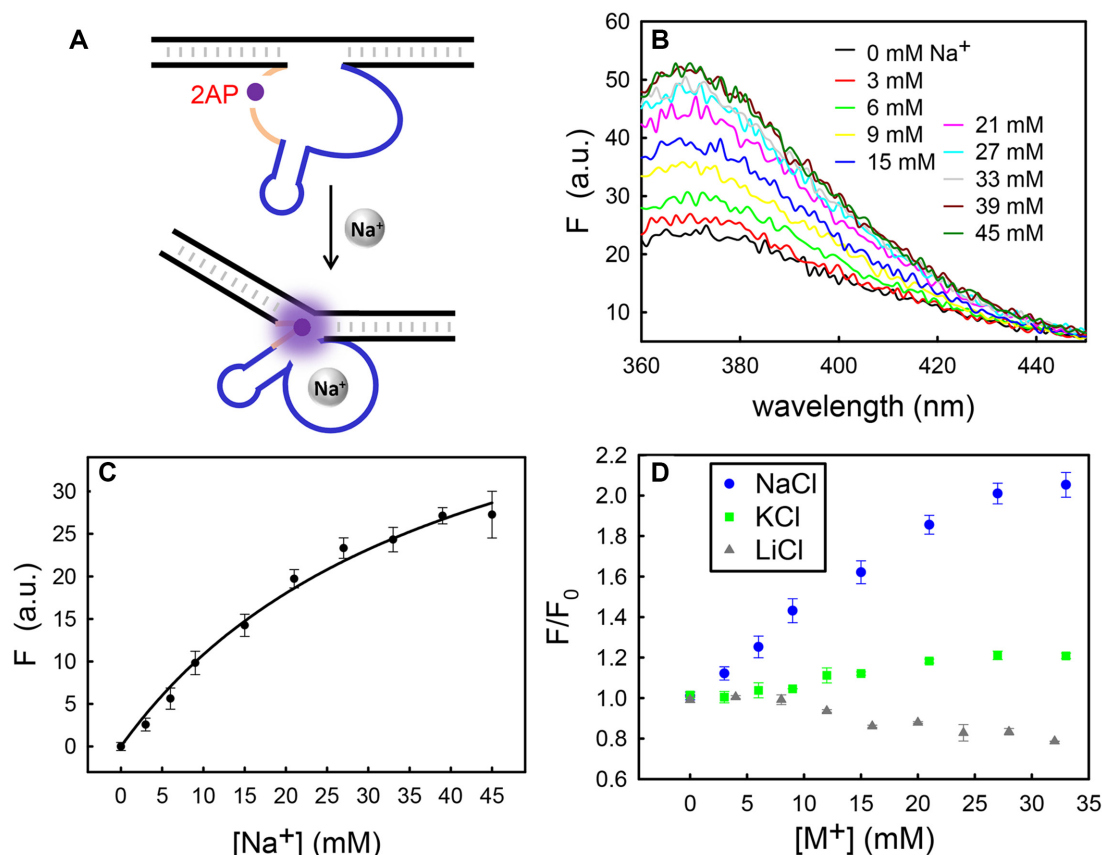 A
2AP
Na⁺
Na⁺
B
F (a.u.)
60
50
40
30
20
10
0 mM Na⁺
3 mM
6 mM
9 mM
15 mM
21 mM
27 mM
33 mM
39 mM
45 mM
360 380 400 420 440
wavelength (nm)
C
F (a.u.)
30
25
20
15
10
5
0
0 5 10 15 20 25 30 35 40 45
[Na⁺] (mM)
D
F/F₀
2.2
2.0
1.8
1.6
1.4
1.2
1.0
0.8
0.6
NaCl
KCl
LiCl
0 5 10 15 20 25 30 35
[M⁺] (mM)